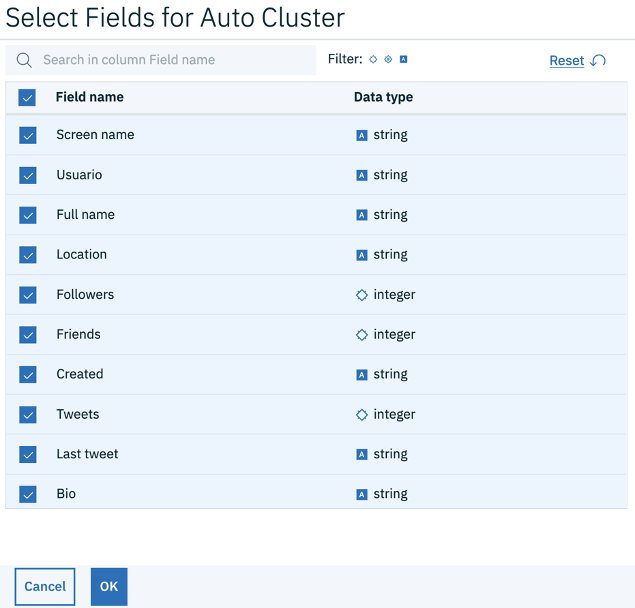 Select Fields for Auto Cluster
Search in column Field name Filter: A Reset
Field name Data type
Screen name A string
Usuario A string
Full name A string
Location A string
Followers integer
Friends integer
Created A string
Tweets integer
Last tweet A string
Bio A string
Cancel OK